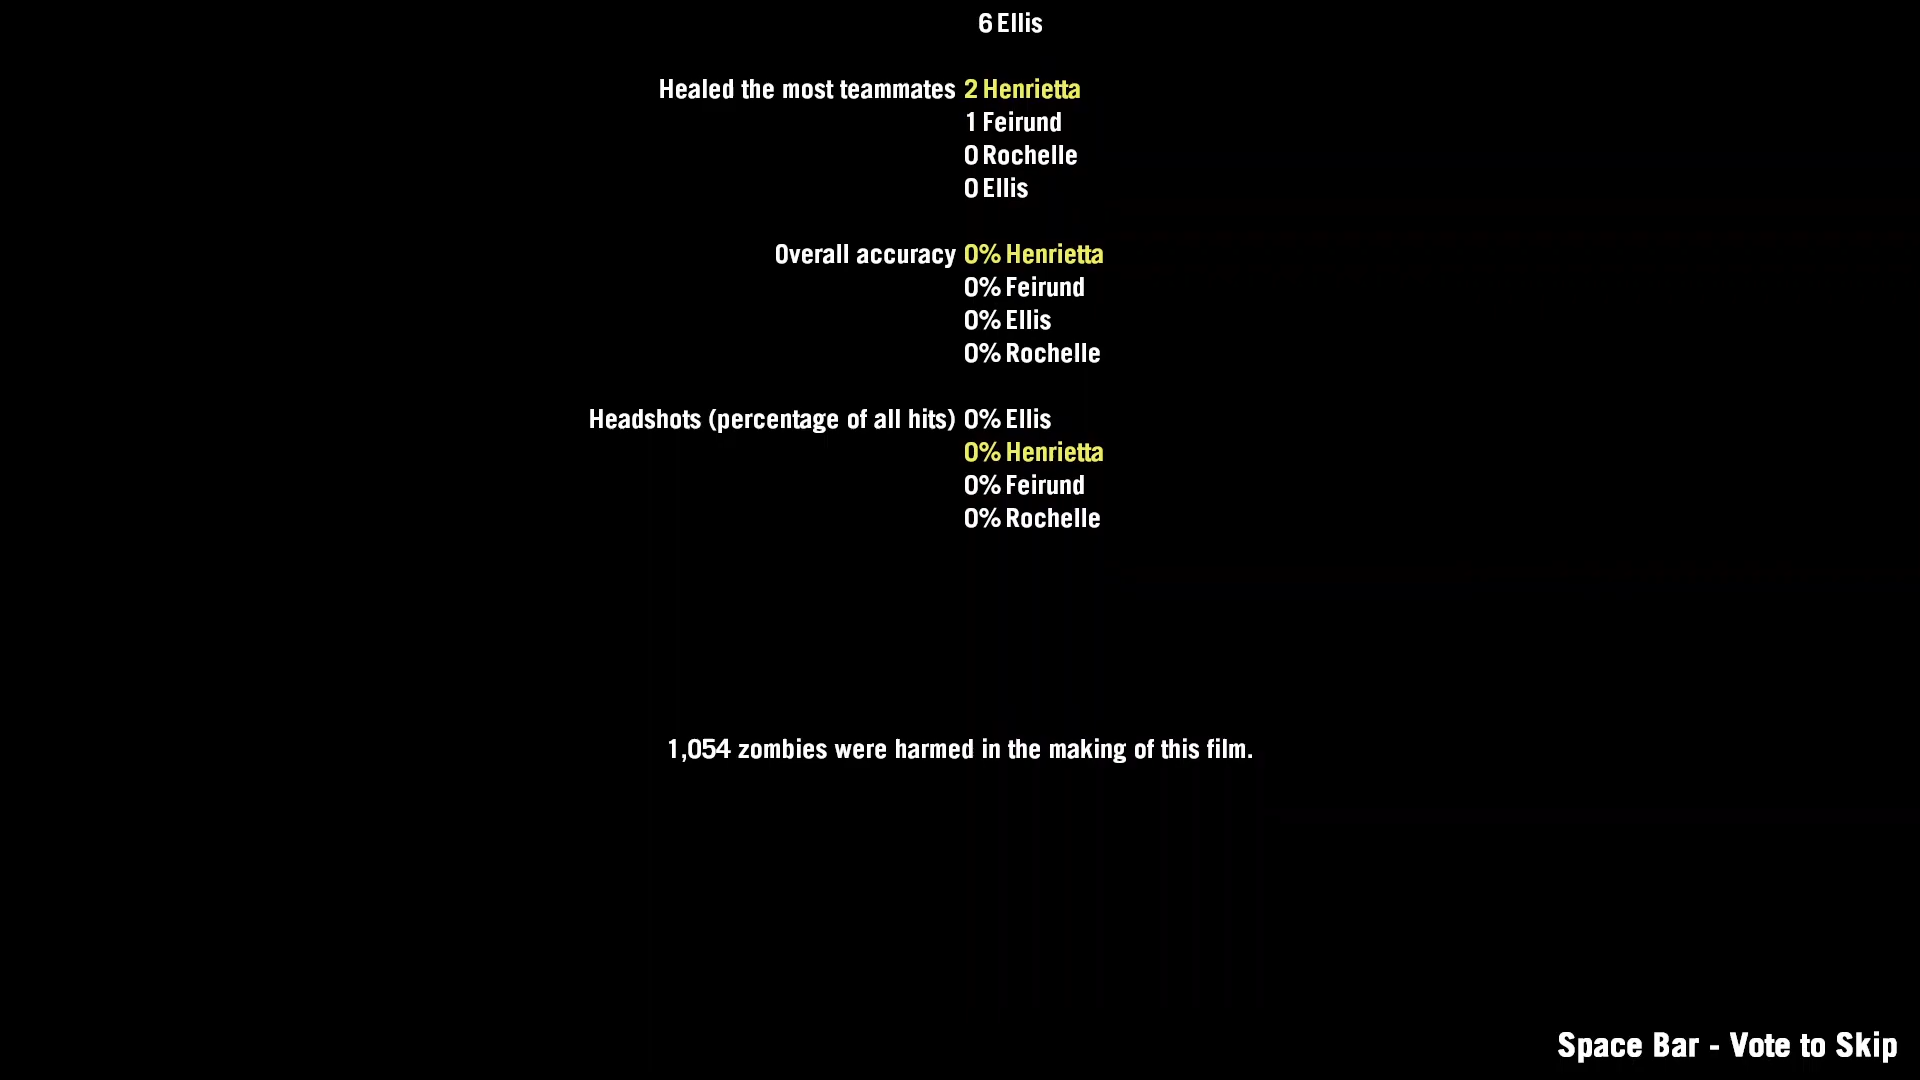 6 Ellis
Healed the most teammates 2 Henrietta
1 Feirund
0 Rochelle
0 Ellis
Overall accuracy 0% Henrietta
0% Feirund
0% Ellis
0% Rochelle
Headshots (percentage of all hits) 0% Ellis
0% Henrietta
0% Feirund
0% Rochelle
1,054 zombies were harmed in the making of this film.
Space Bar - Vote to Skip